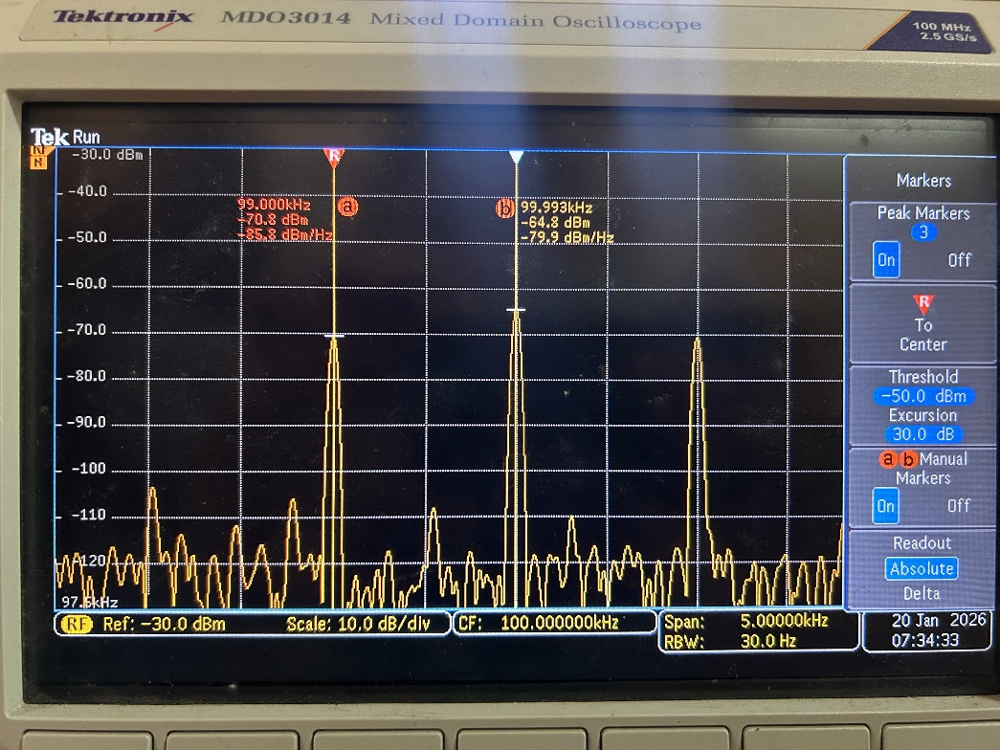 Tektronix MDO3014 Mixed Domain Oscilloscope
100 MHz
2.5 GS/s
Tek Run
N
N
-30.0 dBm
-40.0
-50.0
-60.0
-70.0
-80.0
-90.0
-100
-110
-120
97.5kHz
R
99.000kHz
-70.8 dBm
-85.8 dBm/Hz
a
b
99.993kHz
-64.8 dBm
-79.9 dBm/Hz
Markers
Peak Markers
3
On Off
R
To
Center
Threshold
-50.0 dBm
Excursion
30.0 dB
a b Manual
Markers
On Off
Readout
Absolute
Delta
RF Ref: -30.0 dBm Scale: 10.0 dB/div
CF: 100.000000kHz
Span: 5.00000kHz
RBW: 30.0 Hz
20 Jan 2026
07:34:33